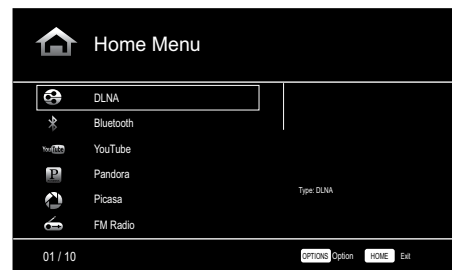 Home Menu
DLNA
Bluetooth
YouTube YouTube
P Pandora
Picasa
FM Radio
Type: DLNA
01 / 10
OPTIONS Option HOME Exit